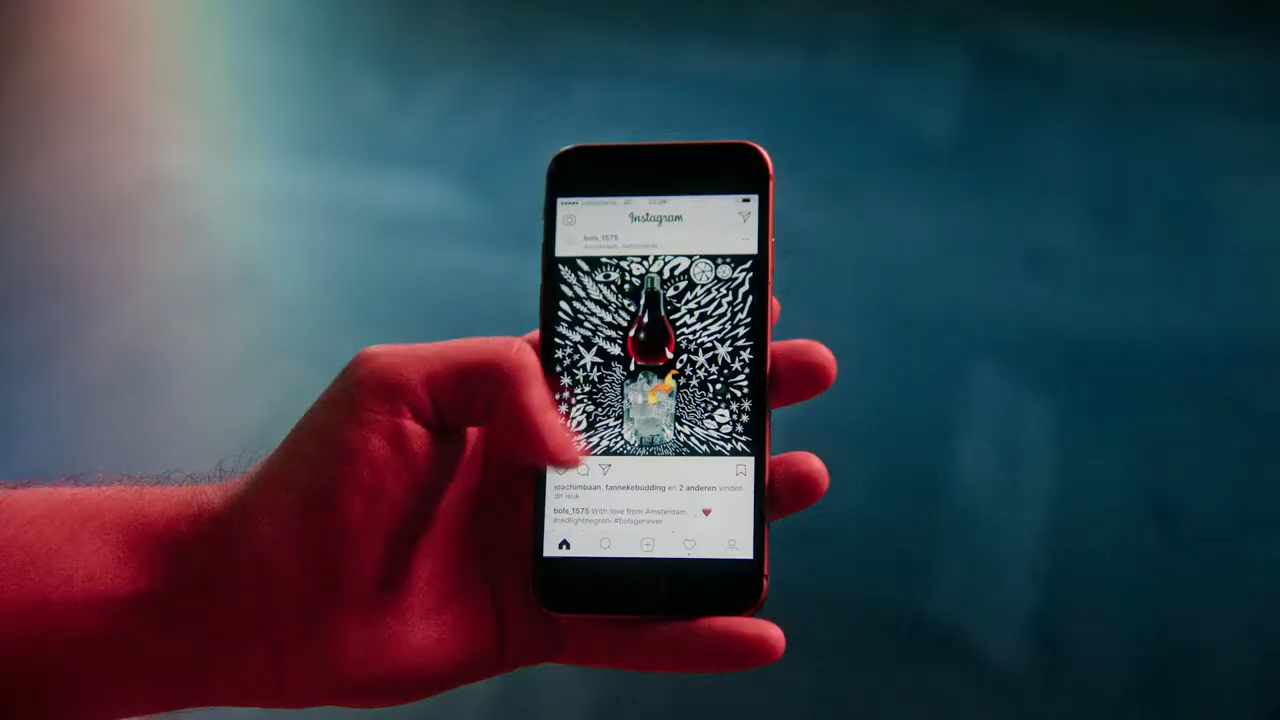 Instagram
bols_1575
joachimbaan, fannekebudding en 2 anderen vinden
dit leuk
bols_1575 With love from Amsterdam.
#redlightnegroni #bolsgenever